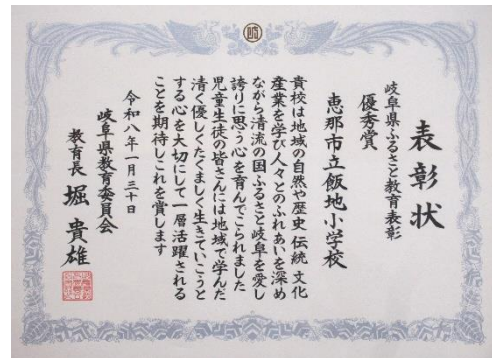 表彰状
岐阜県ふるさと教育表彰
優秀賞
恵那市立飯地小学校
貴校は地域の自然や歴史 伝統 文化
産業を学び人々とのふれあいを深め
ながら清流の国ふるさと岐阜を愛し
誇りに思う心を育んでこられました
児童生徒の皆さんには地域で学んだ
清く優しくたくましく生きていこうと
する心を大切にして一層活躍される
ことを期待しこれを賞します
令和八年一月三十日
岐阜県教育委員会
教育長 堀 貴雄